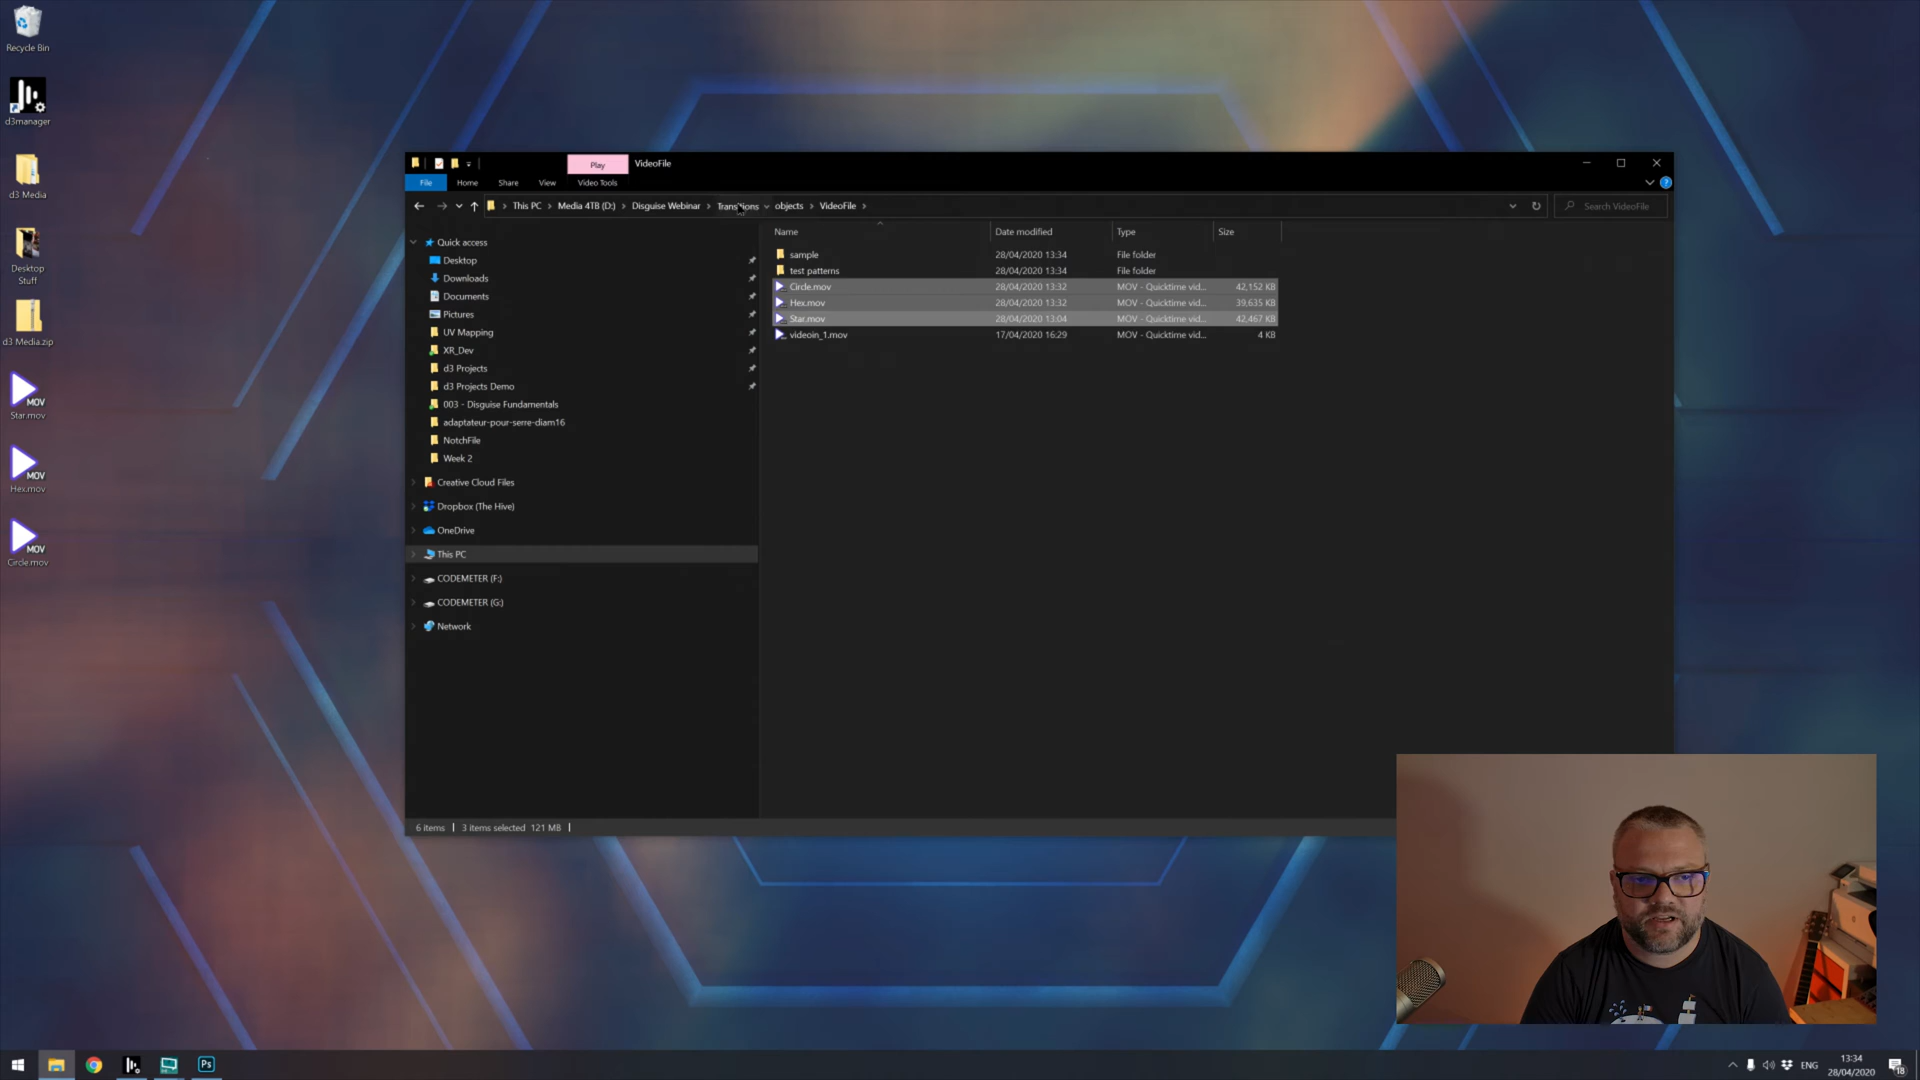 Recycle Bin
d3manager
d3 Media
Desktop
Stuff
d3 Media.zip
MOV
Star.mov
MOV
Hex.mov
MOV
Circle.mov
Play
VideoFile
File
Home
Share
View
Video Tools
This PC
Media 4TB (D:)
Disguise Webinar
Transitions
objects
VideoFile
Search VideoFile
Quick access
Desktop
Downloads
Documents
Pictures
UV Mapping
XR_Dev
d3 Projects
d3 Projects Demo
003 - Disguise Fundamentals
adaptateur-pour-serre-diam16
NotchFile
Week 2
Creative Cloud Files
Dropbox (The Hive)
OneDrive
This PC
CODEMETER (F:)
CODEMETER (G:)
Network
Name Date modified Type Size
sample 28/04/2020 13:34 File folder
test patterns 28/04/2020 13:34 File folder
Circle.mov 28/04/2020 13:32 MOV - Quicktime vid... 42,152 KB
Hex.mov 28/04/2020 13:32 MOV - Quicktime vid... 39,635 KB
Star.mov 28/04/2020 13:04 MOV - Quicktime vid... 42,467 KB
videoin_1.mov 17/04/2020 16:29 MOV - Quicktime vid... 4 KB
6 items 3 items selected 121 MB
Ps
ENG
13:34
28/04/2020
18